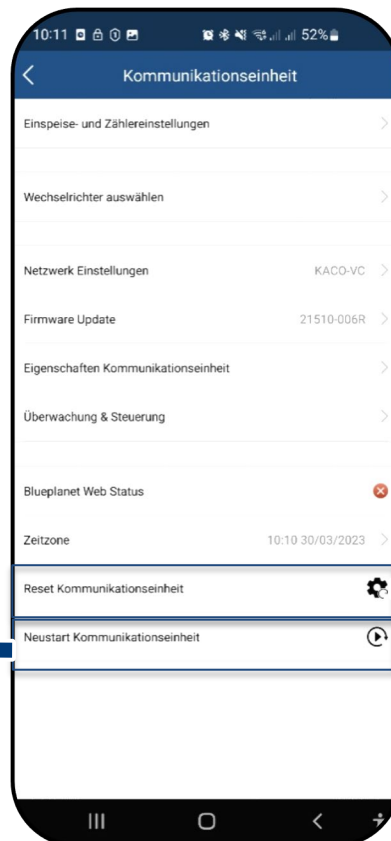 10:11 52%
Kommunikationseinheit
Einspeise- und Zählereinstellungen
Wechselrichter auswählen
Netzwerk Einstellungen KACO-VC
Firmware Update 21510-006R
Eigenschaften Kommunikationseinheit
Überwachung & Steuerung
Blueplanet Web Status
Zeitzone 10:10 30/03/2023
Reset Kommunikationseinheit
Neustart Kommunikationseinheit